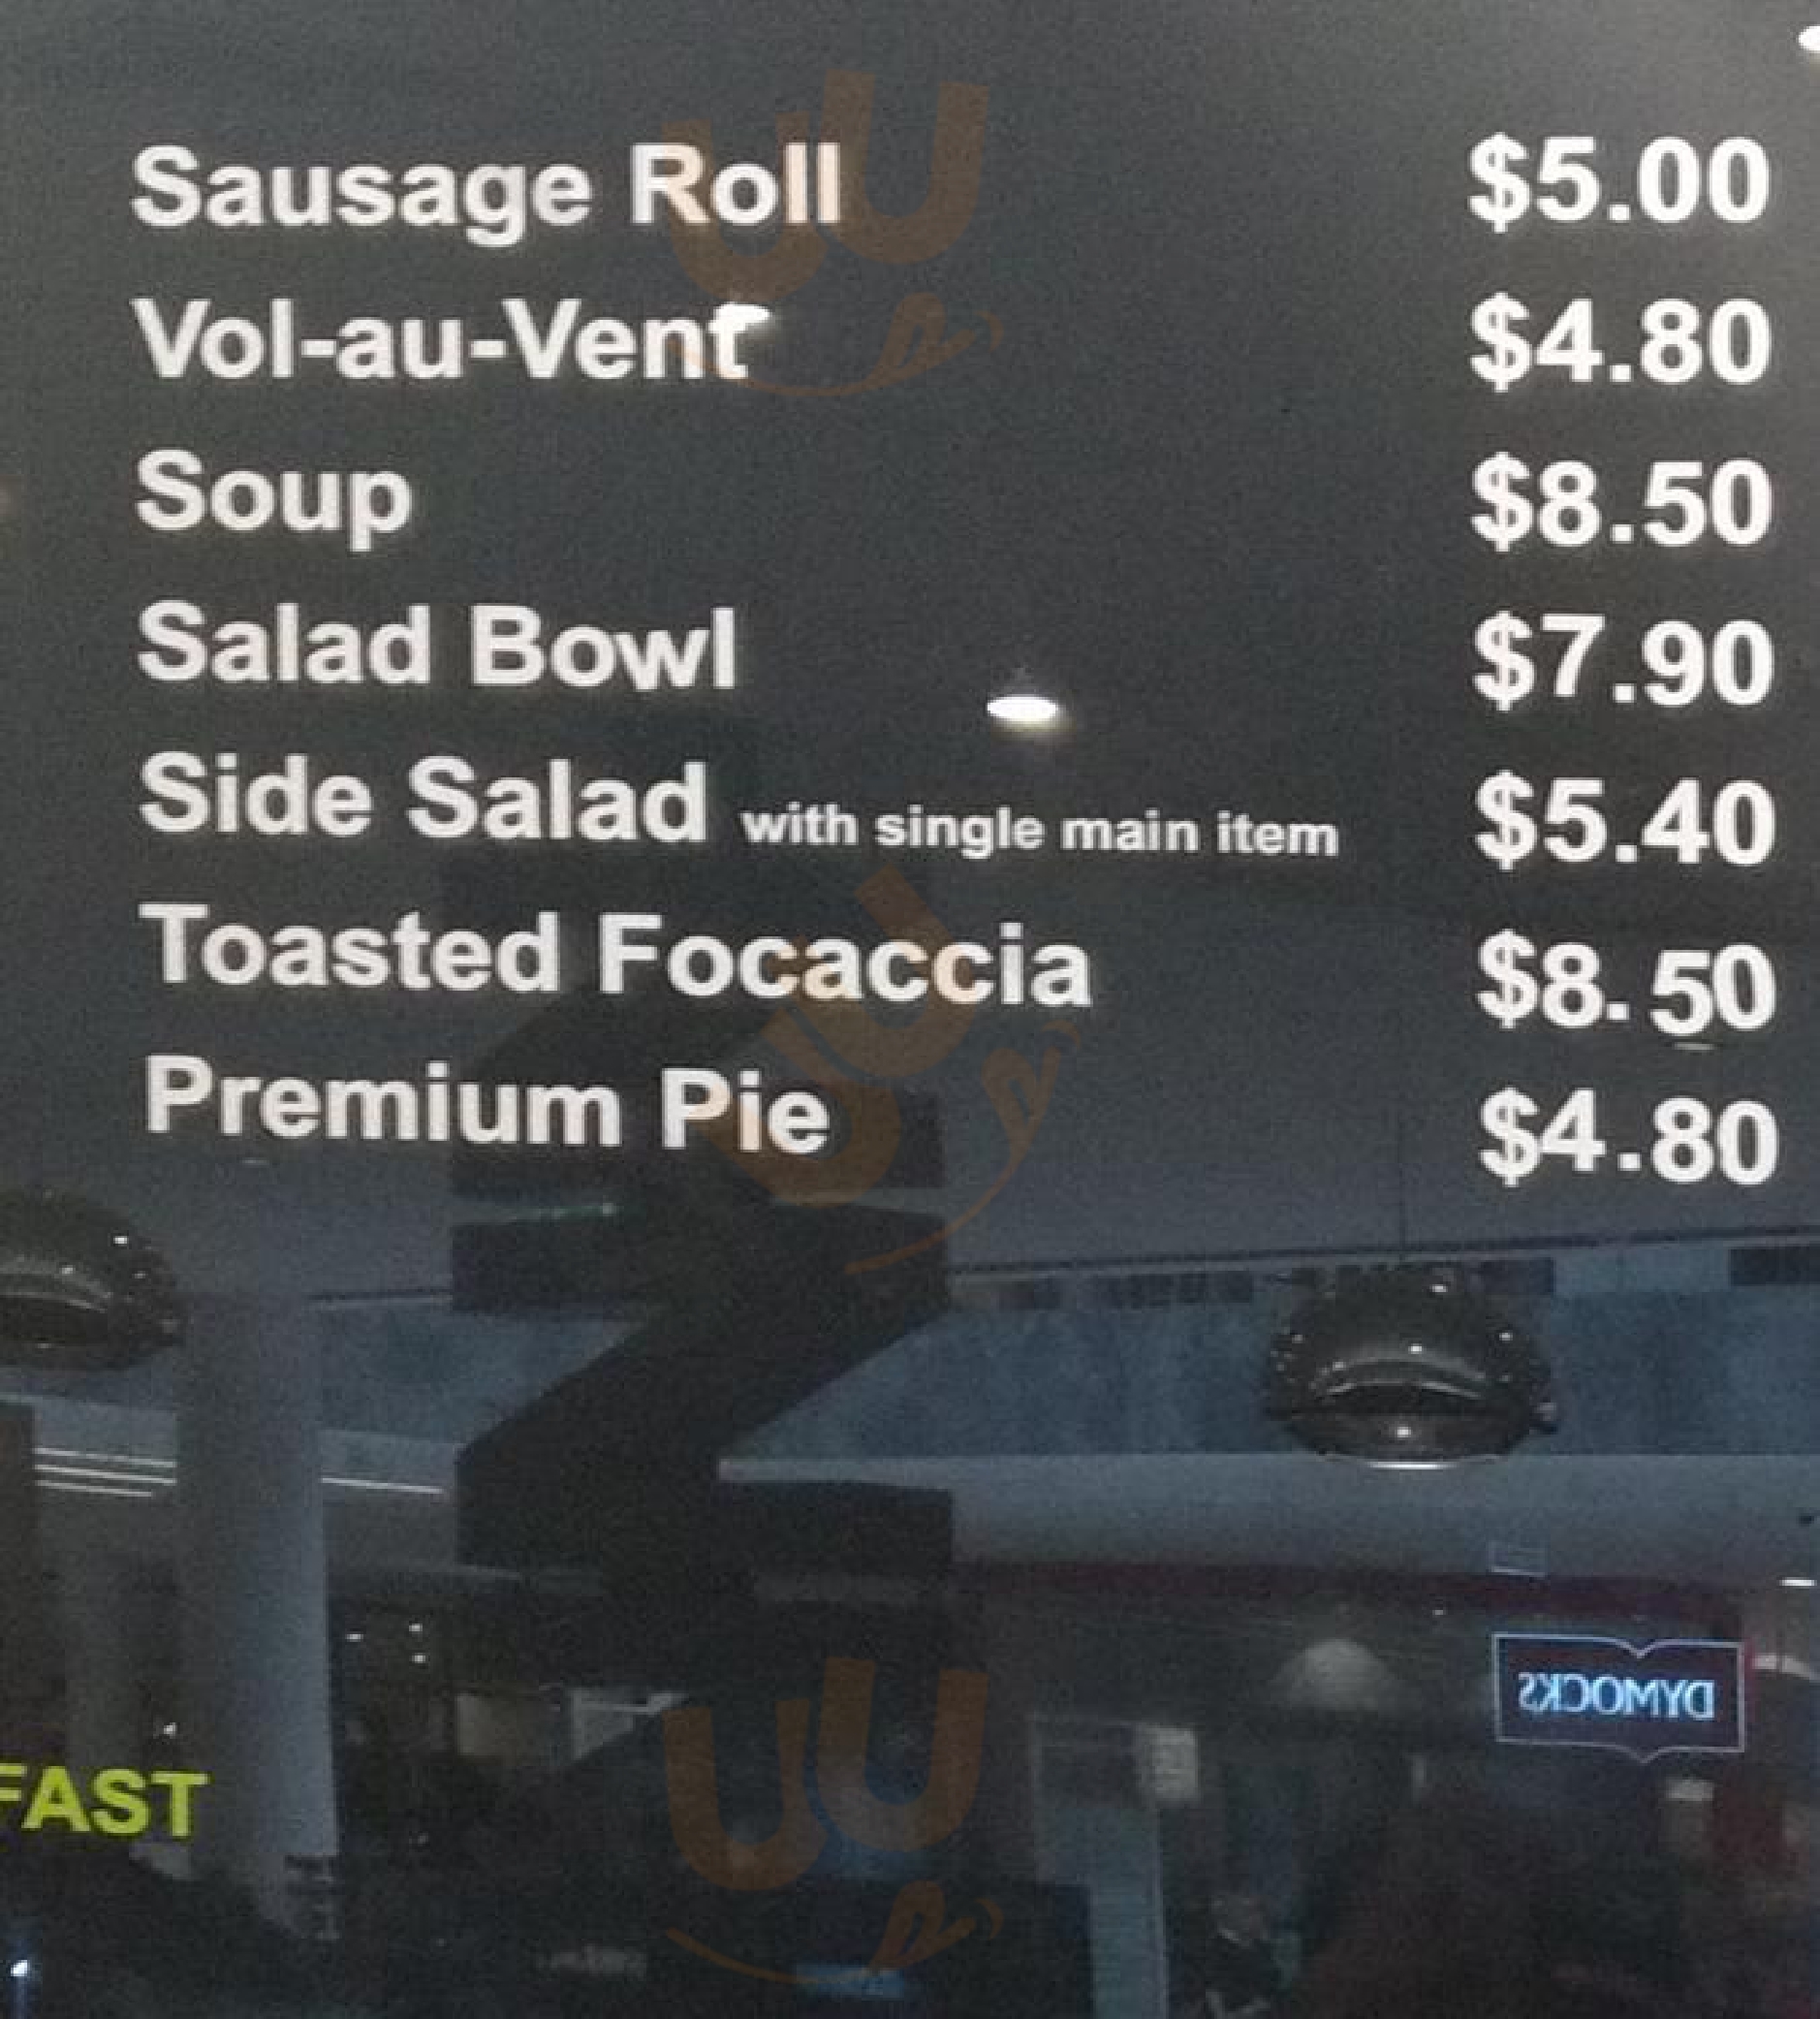 Sausage Roll $5.00
Vol-au-Vent $4.80
Soup $8.50
Salad Bowl $7.90
Side Salad with single main item $5.40
Toasted Focaccia $8.50
Premium Pie $4.80
DYMOCKS
FAST